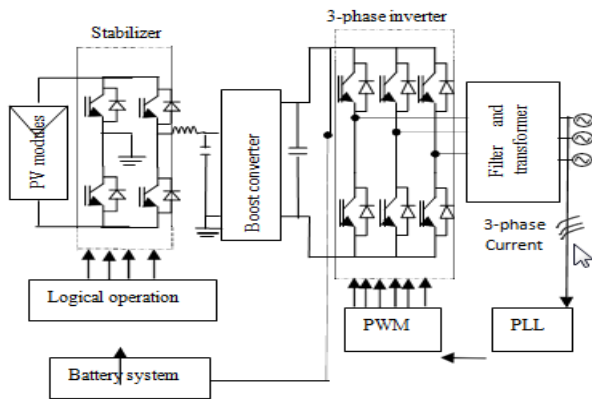 Stabilizer
3-phase inverter
PV modules
Boost converter
Filter and
transformer
3-phase
Current
Logical operation
PWM
PLL
Battery system